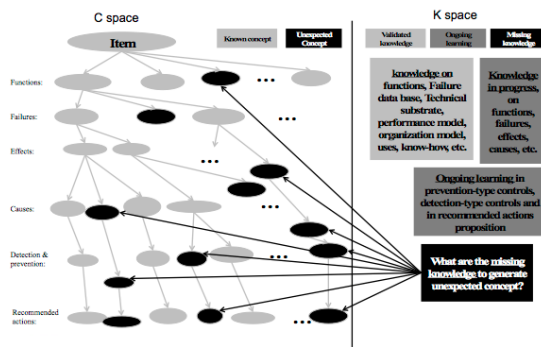 C space
K space
Item
Known concept
Unexpected
Concept
Validated
knowledge
Ongoing
learning
Missing
knowledge
Functions:
...
knowledge on
functions, Failure
data base, Technical
substrate,
performance model,
organization model,
uses, know-how, etc.
Knowledge
in progress,
on
functions,
failures,
effects,
causes, etc.
Failures:
...
Effects:
...
Ongoing learning in
prevention-type controls,
detection-type controls and
in recommended actions
proposition
Causes:
...
Detection &
prevention:
...
What are the missing
knowledge to generate
unexpected concept?
Recommended
actions:
...